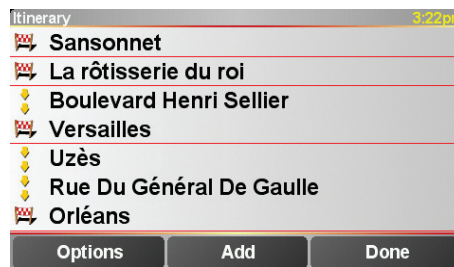 Itinerary 3:22pm
Sansonnet
La rôtisserie du roi
Boulevard Henri Sellier
Versailles
Uzès
Rue Du Général De Gaulle
Orléans
Options Add Done